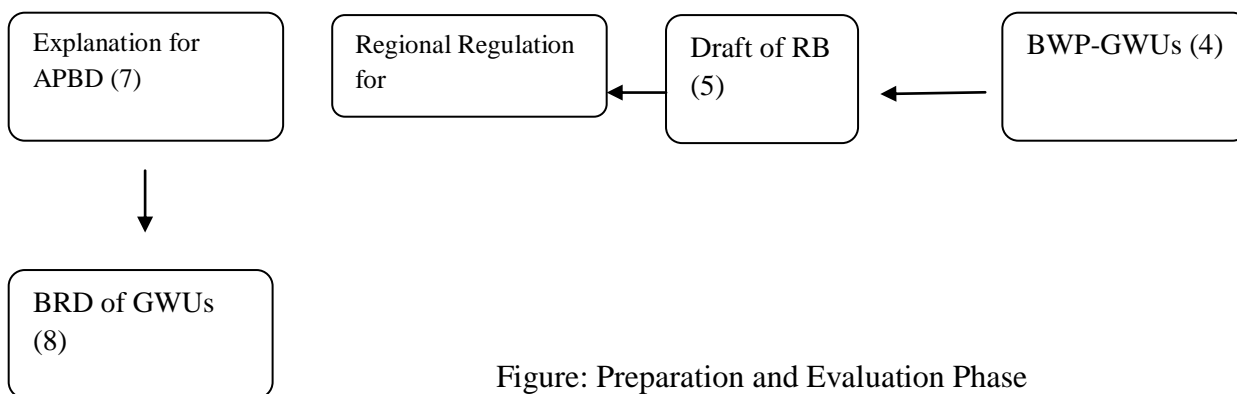 Explanation for
APBD (7)
Regional Regulation
for
Draft of RB
(5)
BWP-GWUs (4)
BRD of GWUs
(8)
Figure: Preparation and Evaluation Phase